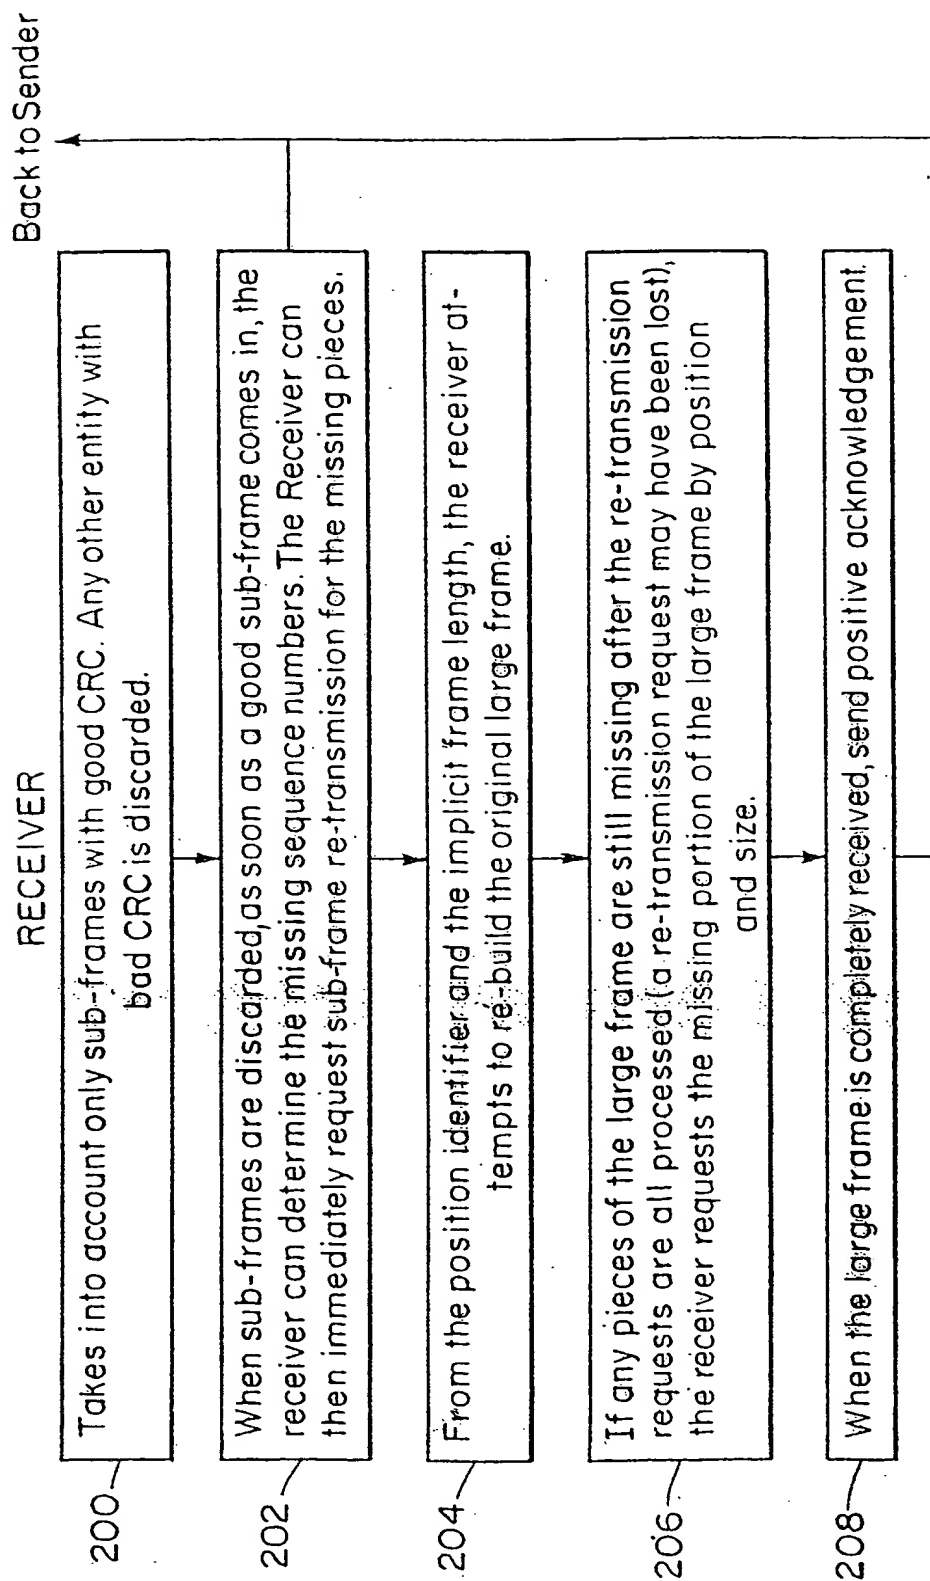 RECEIVER
Back to Sender
200
Takes into account only sub-frames with good CRC. Any other entity with
bad CRC is discarded.
202
When sub-frames are discarded, as soon as a good sub-frame comes in, the
receiver can determine the missing sequence numbers. The Receiver can
then immediately request sub-frame re-transmission for the missing pieces.
204
From the position identifier and the implicit frame length, the receiver at-
tempts to re-build the original large frame.
206
If any pieces of the large frame are still missing after the re-transmission
requests are all processed (a re-transmission request may have been lost),
the receiver requests the missing portion of the large frame by position
and size.
208
When the large frame is completely received, send positive acknowledgement.